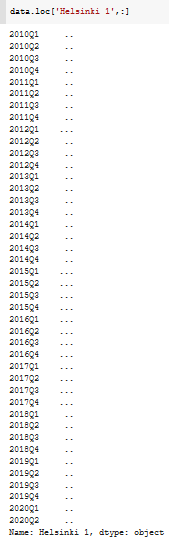 data.loc['Helsinki 1',:]
2010Q1 ..
2010Q2 ..
2010Q3 ..
2010Q4 ..
2011Q1 ..
2011Q2 ..
2011Q3 ..
2011Q4 ..
2012Q1 ...
2012Q2 ..
2012Q3 ..
2012Q4 ..
2013Q1 ..
2013Q2 ..
2013Q3 ..
2013Q4 ..
2014Q1 ..
2014Q2 ..
2014Q3 ..
2014Q4 ..
2015Q1 ...
2015Q2 ...
2015Q3 ...
2015Q4 ...
2016Q1 ...
2016Q2 ...
2016Q3 ...
2016Q4 ...
2017Q1 ...
2017Q2 ...
2017Q3 ...
2017Q4 ...
2018Q1 ..
2018Q2 ..
2018Q3 ..
2018Q4 ..
2019Q1 ..
2019Q2 ..
2019Q3 ..
2019Q4 ..
2020Q1 ..
2020Q2 ..
Name: Helsinki 1, dtype: object